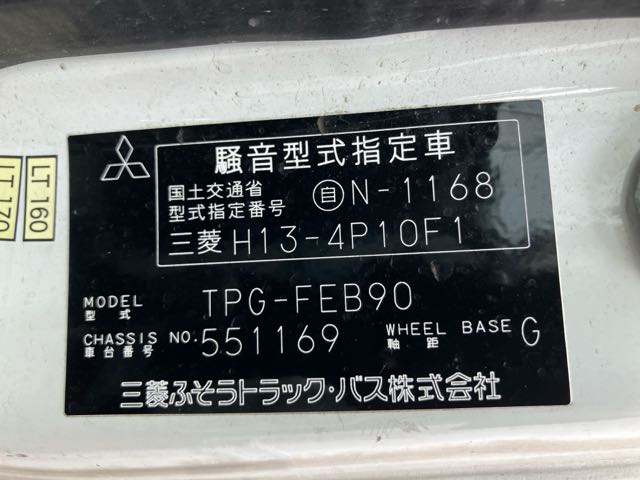 騒音型式指定車
国土交通省
型式指定番号 自N-1168
三菱 H13-4P10F1
MODEL 型式 TPG-FEB90
CHASSIS NO. 車台番号 551169 WHEEL BASE 軸距 G
三菱ふそうトラック・バス株式会社
LT 160
LT 170